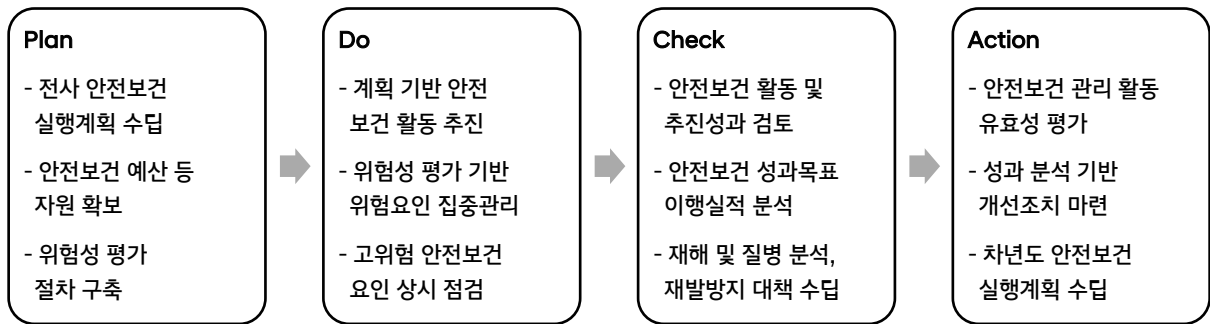 Plan
- 전사 안전보건
실행계획 수딥
- 안전보건 예산 등
자원 확보
- 위험성 평가
절차 구축
Do
- 계획 기반 안전
보건 활동 추진
- 위험성 평가 기반
위험요인 집중관리
- 고위험 안전보건
요인 상시 점검
Check
- 안전보건 활동 및
추진성과 검토
- 안전보건 성과목표
이행실적 분석
- 재해 및 질병 분석,
재발방지 대책 수딥
Action
- 안전보건 관리 활동
유효성 평가
- 성과 분석 기반
개선조치 마련
- 차년도 안전보건
실행계획 수딥